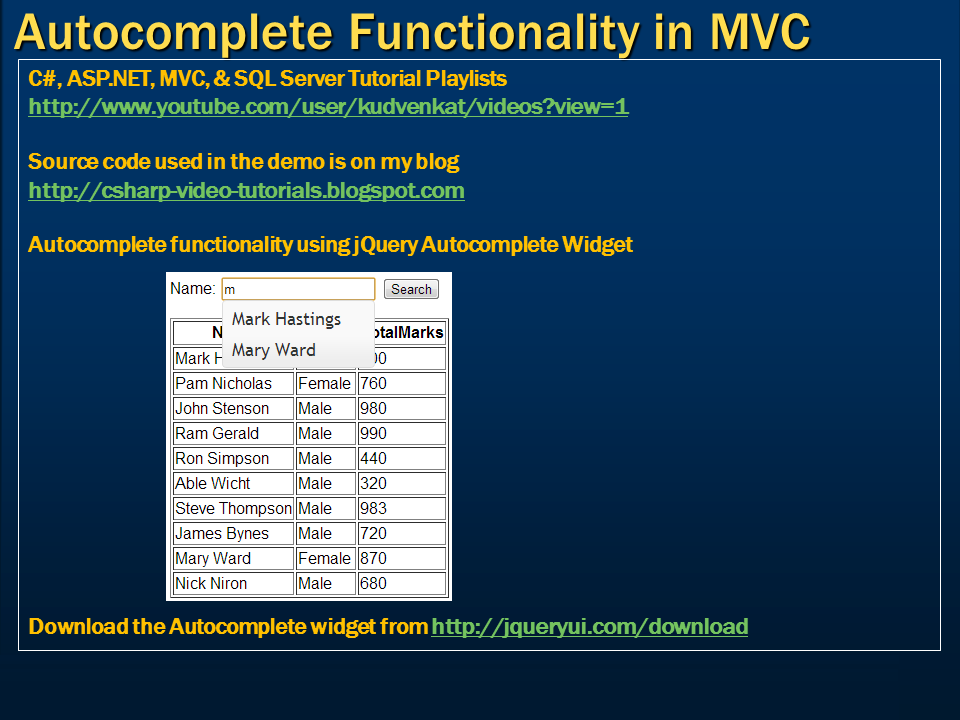 Autocomplete Functionality in MVC
C#, ASP.NET, MVC, & SQL Server Tutorial Playlists
http://www.youtube.com/user/kudvenkat/videos?view=1
Source code used in the demo is on my blog
http://csharp-video-tutorials.blogspot.com
Autocomplete functionality using jQuery Autocomplete Widget
Name: m Search
Mark Hastings
Mary Ward
N otalMarks
Mark H 00
Pam Nicholas Female 760
John Stenson Male 980
Ram Gerald Male 990
Ron Simpson Male 440
Able Wicht Male 320
Steve Thompson Male 983
James Bynes Male 720
Mary Ward Female 870
Nick Niron Male 680
Download the Autocomplete widget from http://jqueryui.com/download